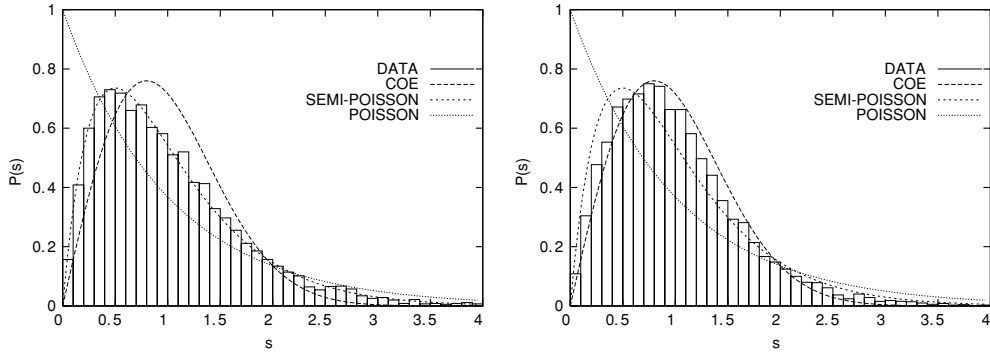 1
0.8
0.6
0.4
0.2
0
P(s)
DATA
COE
SEMI-POISSON
POISSON
0 0.5 1 1.5 2 2.5 3 3.5 4
s
1
0.8
0.6
0.4
0.2
0
P(s)
DATA
COE
SEMI-POISSON
POISSON
0 0.5 1 1.5 2 2.5 3 3.5 4
s